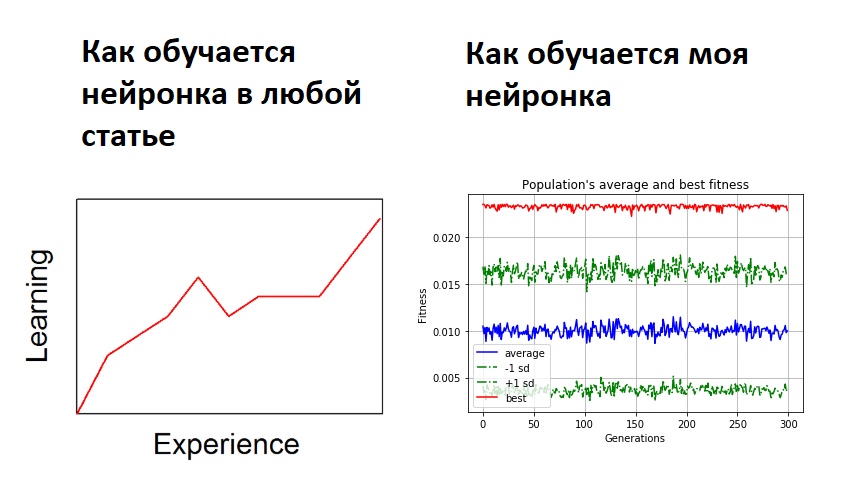 Как обучается
нейронка в любой
статье
Learning
Experience
Как обучается моя
нейронка
Population's average and best fitness
Fitness
0.020
0.015
0.010
0.005
average
-1 sd
+1 sd
best
0 50 100 150 200 250 300
Generations